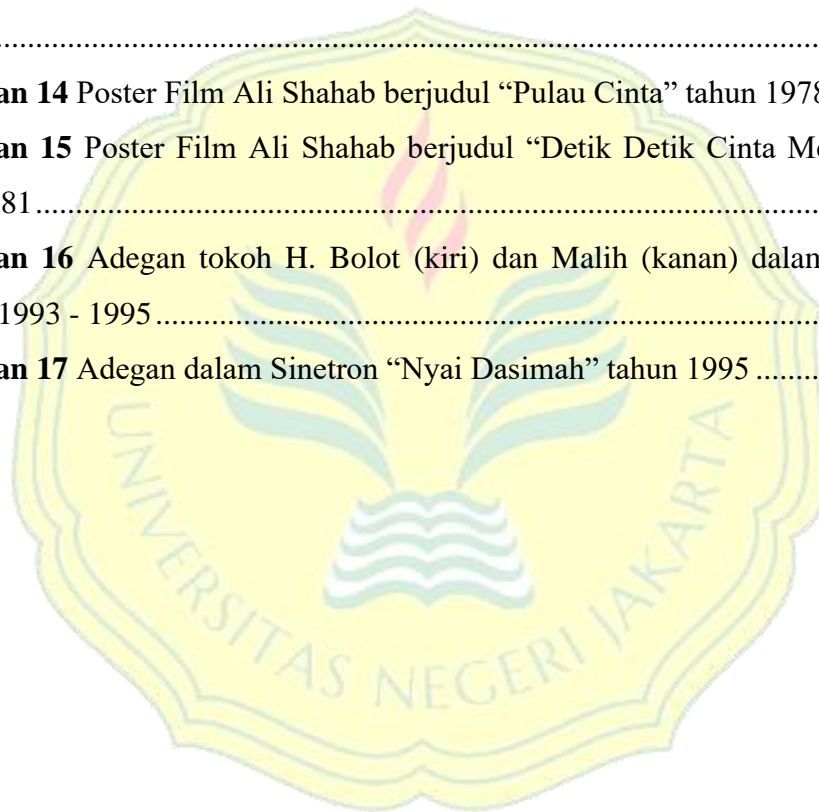 an 14 Poster Film Ali Shahab berjudul “Pulau Cinta” tahun 1978
an 15 Poster Film Ali Shahab berjudul “Detik Detik Cinta Me
81
an 16 Adegan tokoh H. Bolot (kiri) dan Malih (kanan) dalam
1993 - 1995
an 17 Adegan dalam Sinetron “Nyai Dasimah” tahun 1995
UNIVERSITAS NEGERI JAKARTA